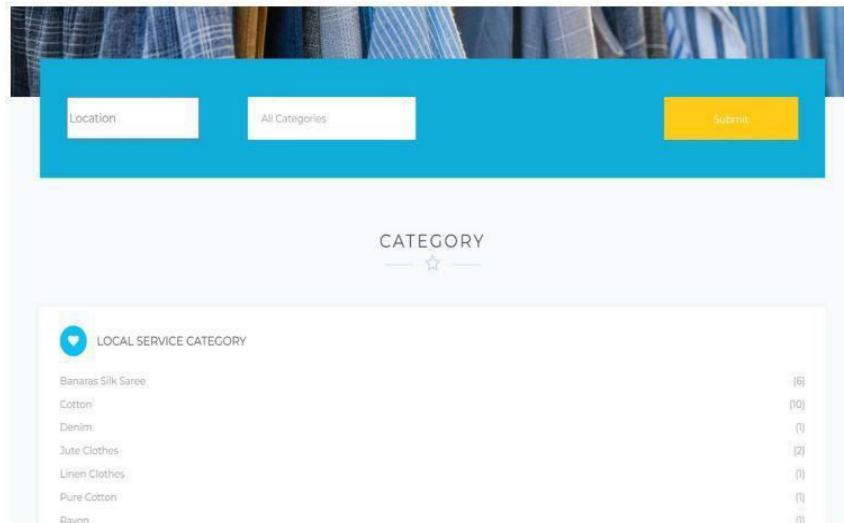 Location
All Categories
Submit
CATEGORY
LOCAL SERVICE CATEGORY
Banaras Silk Saree (6)
Cotton (10)
Denim (1)
Jute Clothes (2)
Linen Clothes (1)
Pure Cotton (1)
Rayon (1)